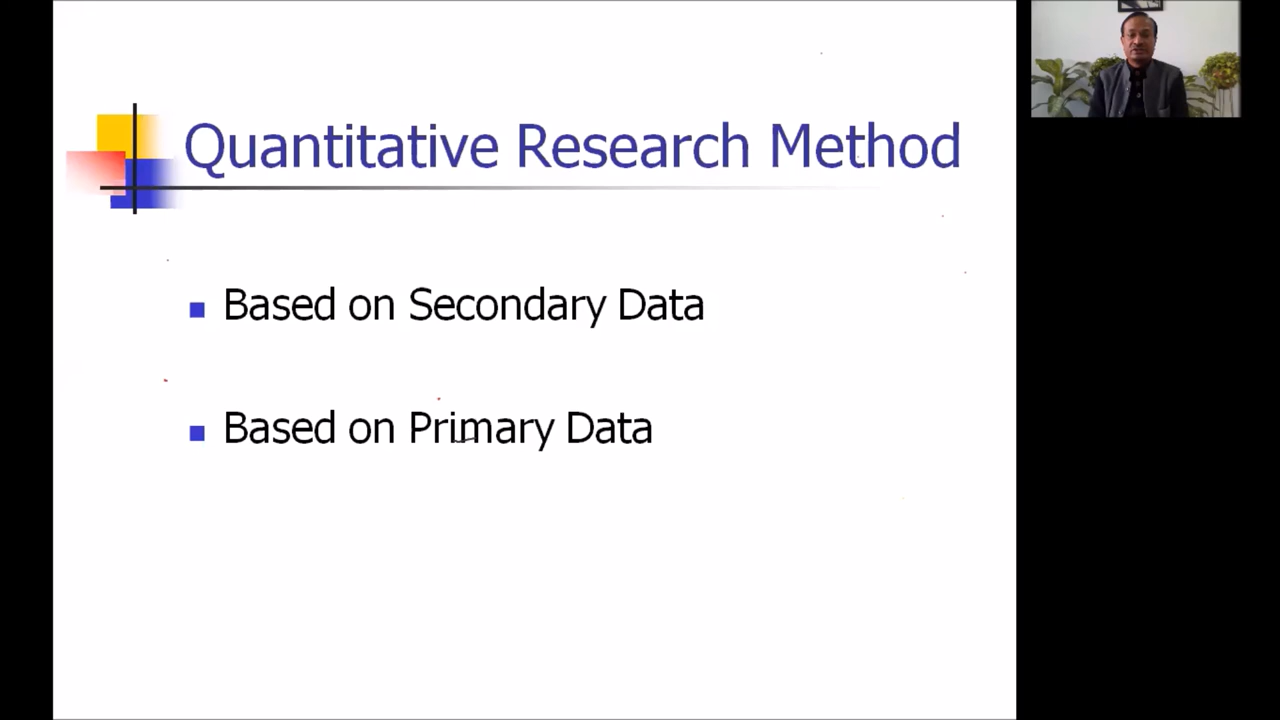 Quantitative Research Method
Based on Secondary Data
Based on Primary Data